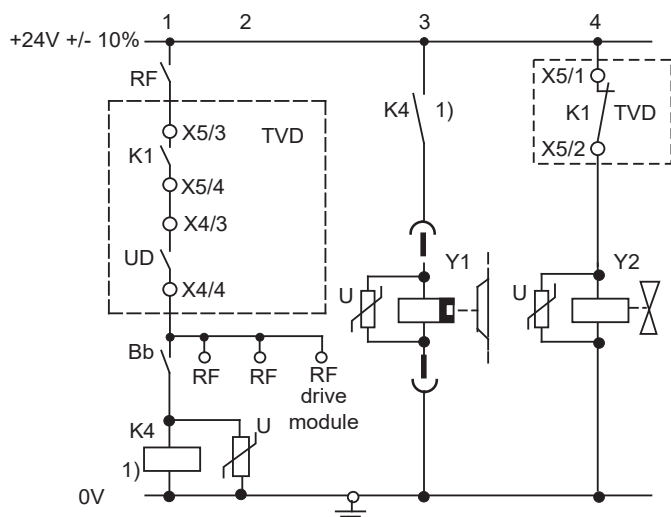 1 2 3 4
+24V +/- 10%
RF
X5/1
K4 1)
K1 TVD
X5/3 TVD
K1
X5/2
X5/4
X4/3
UD
X4/4
Y1
Y2
U
U
Bb
RF RF RF
drive
module
K4
U
1)
0V